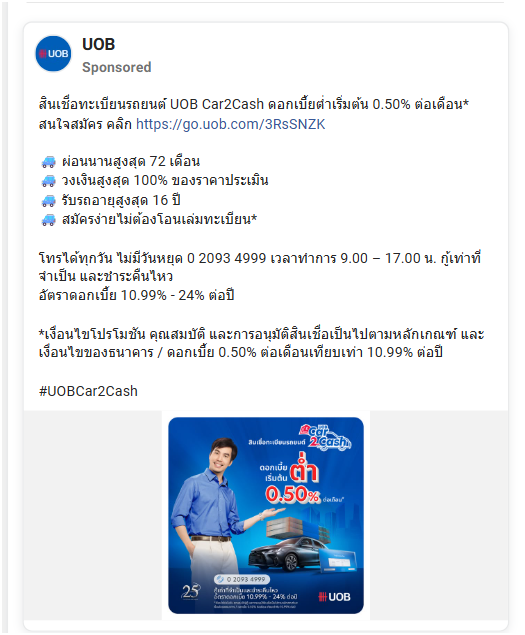 UOB
UOB
Sponsored
สินเชื่อทะเบียนรถยนต์ UOB Car2Cash ดอกเบี้ยต่ำเริ่มต้น 0.50% ต่อเดือน*
สนใจสมัคร คลิก https://go.uob.com/3RsSNZK
🚙 ผ่อนนานสูงสุด 72 เดือน
🚙 วงเงินสูงสุด 100% ของราคาประเมิน
🚙 รับรถอายุสูงสุด 16 ปี
🚙 สมัครง่ายไม่ต้องโอนเล่มทะเบียน*
โทรได้ทุกวัน ไม่มีวันหยุด 0 2093 4999 เวลาทำการ 9.00 – 17.00 น. กู้เท่าที่
จำเป็น และชำระคืนไหว
อัตราดอกเบี้ย 10.99% - 24% ต่อปี
*เงื่อนไขโปรโมชัน คุณสมบัติ และการอนุมัติสินเชื่อเป็นไปตามหลักเกณฑ์ และ
เงื่อนไขของธนาคาร / ดอกเบี้ย 0.50% ต่อเดือนเทียบเท่า 10.99% ต่อปี
#UOBCar2Cash
สินเชื่อทะเบียนรถยนต์ Car2Cash
ดอกเบี้ย
เริ่มต้น ต่ำ
0.50% ต่อเดือน*
0 2093 4999
กู้เท่าที่จำเป็นและชำระคืนไหว
อัตราดอกเบี้ย 10.99% - 24% ต่อปี
25
UOB